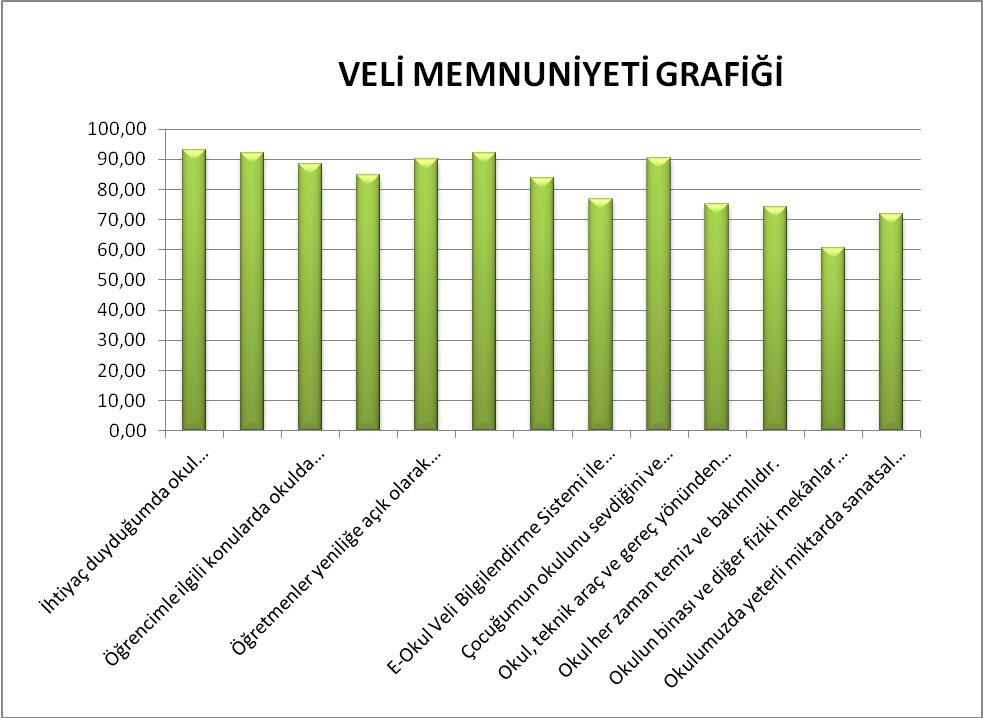 VELİ MEMNUNİYETİ GRAFİĞİ
100,00
90,00
80,00
70,00
60,00
50,00
40,00
30,00
20,00
10,00
0,00
İhtiyaç duyduğumda okul…
Öğrencimle ilgili konularda okulda…
Öğretmenler yeniliğe açık olarak…
E-Okul Veli Bilgilendirme Sistemi ile…
Çocuğumun okulunu sevdiğini ve…
Okul, teknik araç ve gereç yönünden…
Okul her zaman temiz ve bakımlıdır.
Okulun binası ve diğer fiziki mekânlar…
Okulumuzda yeterli miktarda sanatsal…